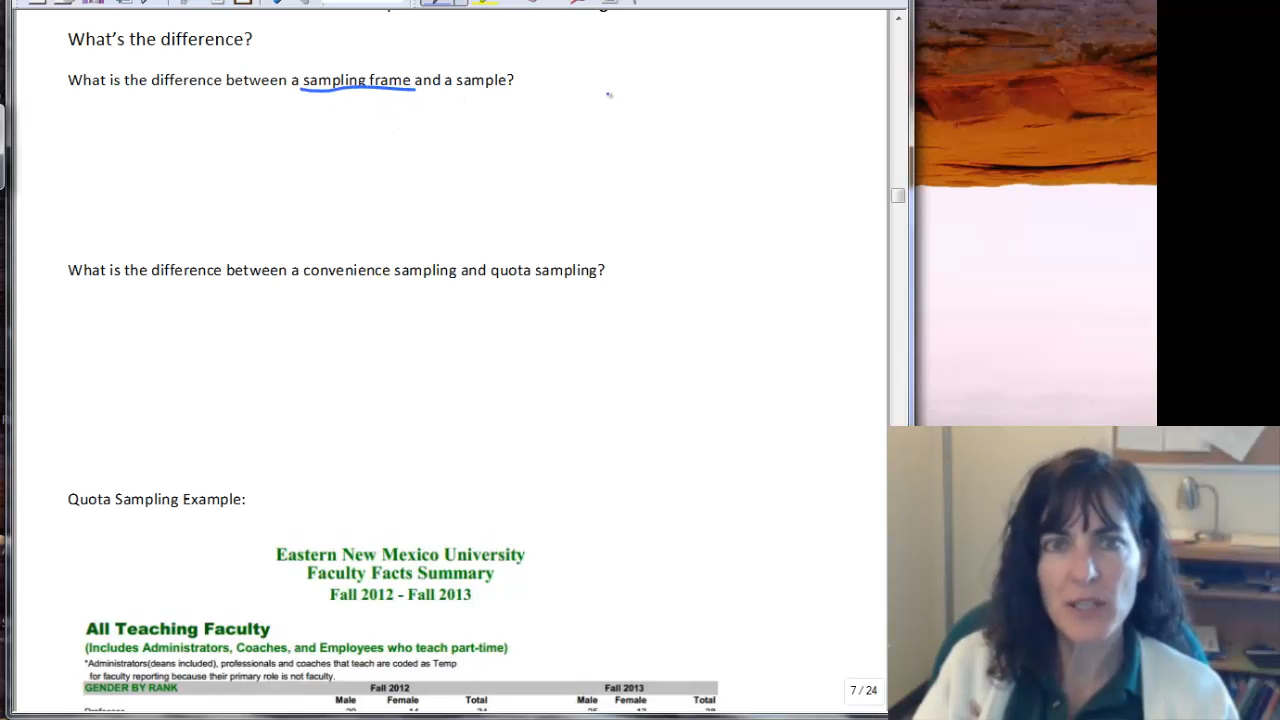 What's the difference?
What is the difference between a sampling frame and a sample?
What is the difference between a convenience sampling and quota sampling?
Quota Sampling Example:
Eastern New Mexico University
Faculty Facts Summary
Fall 2012 - Fall 2013
All Teaching Faculty
(Includes Administrators, Coaches, and Employees who teach part-time)
*Administrators(deans included), professionals and coaches that teach are coded as Temp
for faculty reporting because their primary role is not faculty.
GENDER BY RANK Fall 2012 Fall 2013
Male Female Total Male Female Total
7 / 24